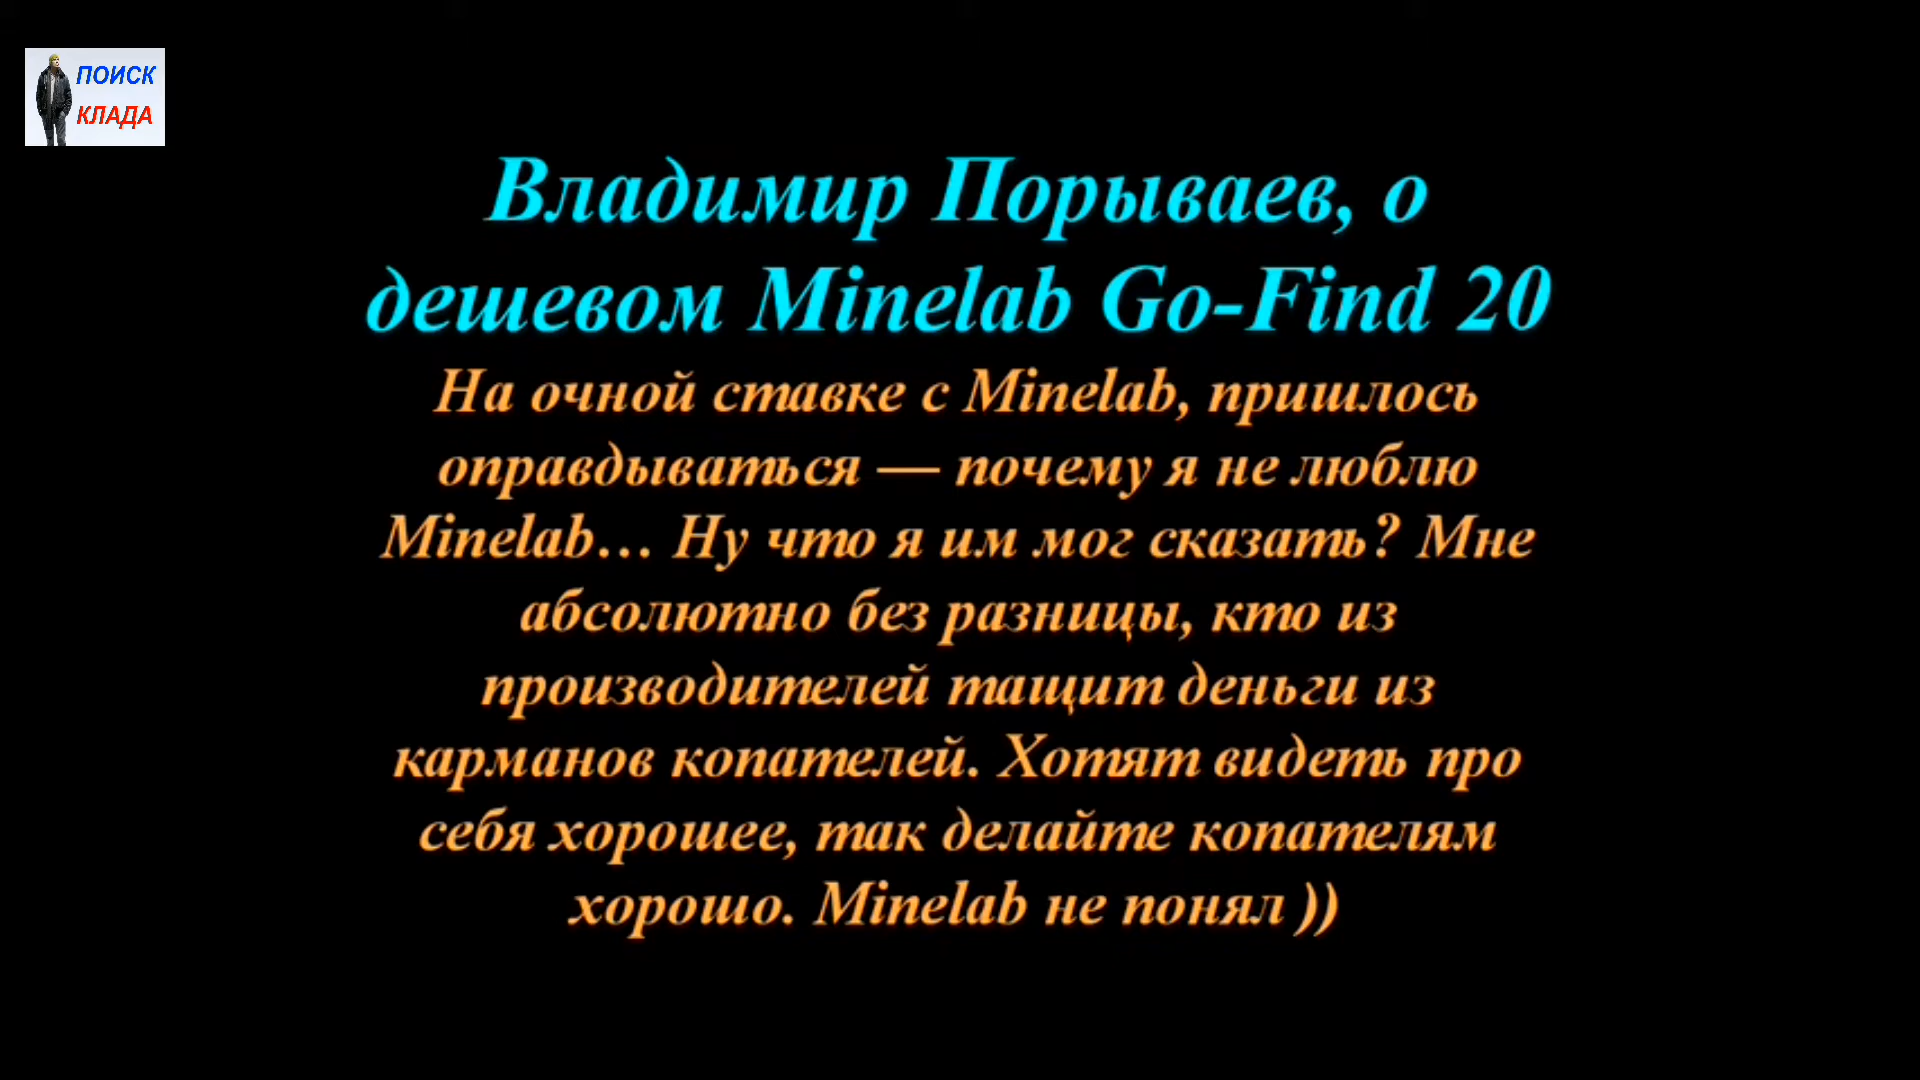 ПОИСК
КЛАДА
Владимир Порываев, о
дешевом Minelab Go-Find 20
На очной ставке с Minelab, пришлось
оправдываться — почему я не люблю
Minelab… Ну что я им мог сказать? Мне
абсолютно без разницы, кто из
производителей тащит деньги из
карманов копателей. Хотят видеть про
себя хорошее, так делайте копателям
хорошо. Minelab не понял ))